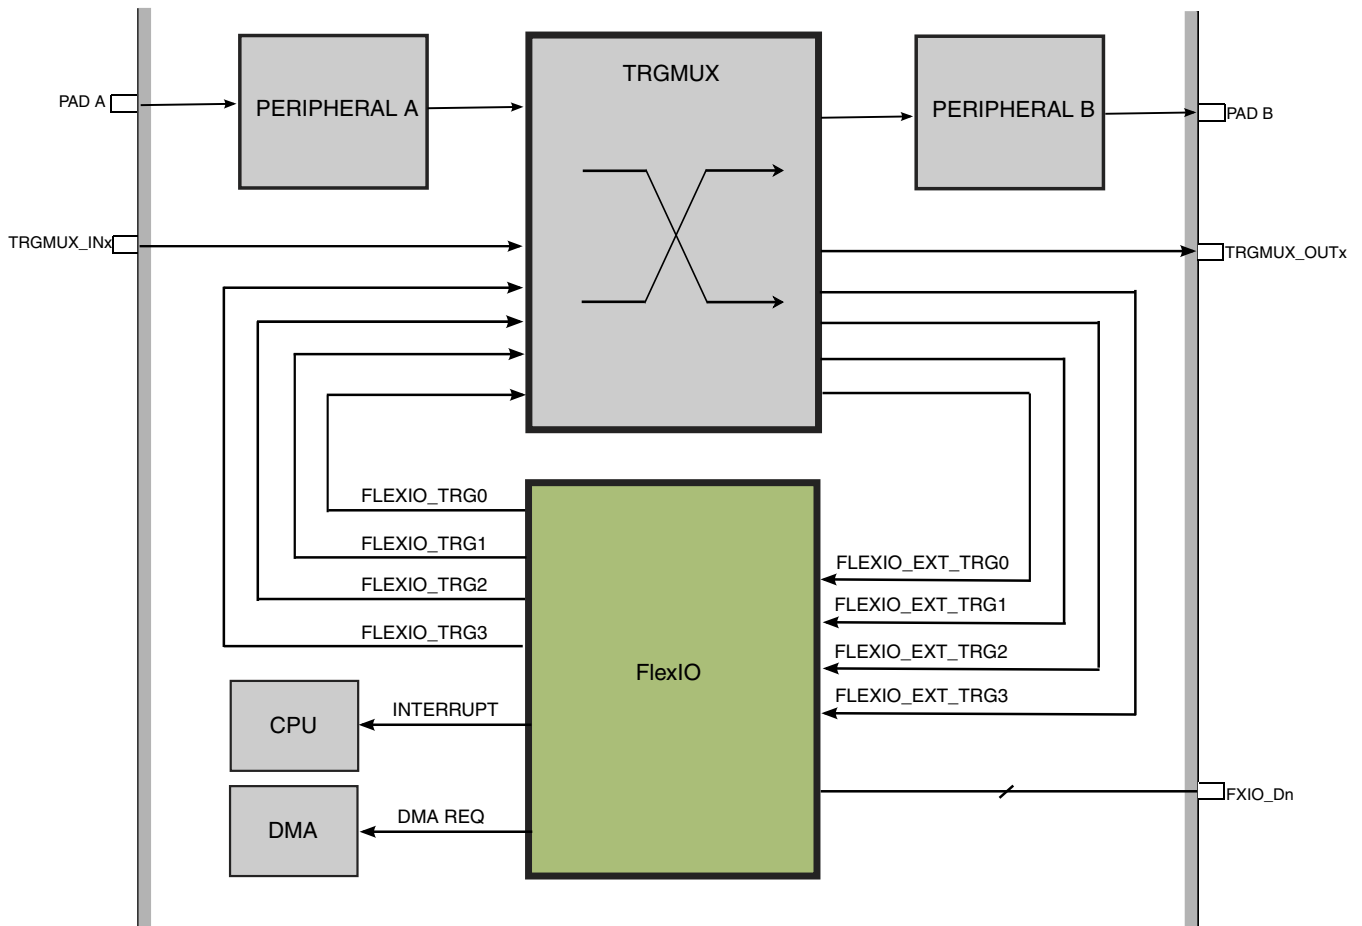 TRGMUX
PAD A
PERIPHERAL A
PERIPHERAL B
PAD B
TRGMUX_INx
TRGMUX_OUTx
FLEXIO_TRG0
FLEXIO_TRG1
FLEXIO_TRG2
FLEXIO_TRG3
FLEXIO_EXT_TRG0
FLEXIO_EXT_TRG1
FLEXIO_EXT_TRG2
FLEXIO_EXT_TRG3
FlexIO
CPU
INTERRUPT
DMA
DMA REQ
FXIO_Dn